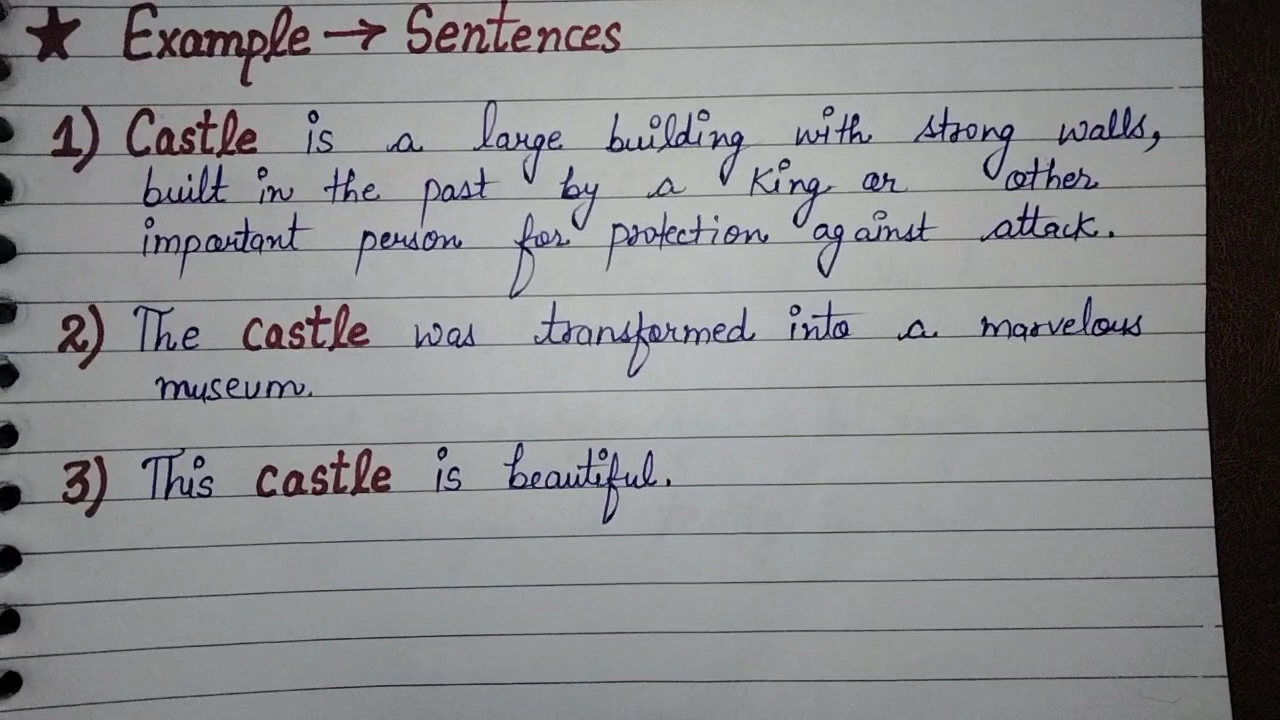 ★ Example → Sentences
1) Castle is a large building with strong walls,
built in the past by a King or other
important person for protection against attack.
2) The castle was transformed into a marvelous
museum.
3) This castle is beautiful.